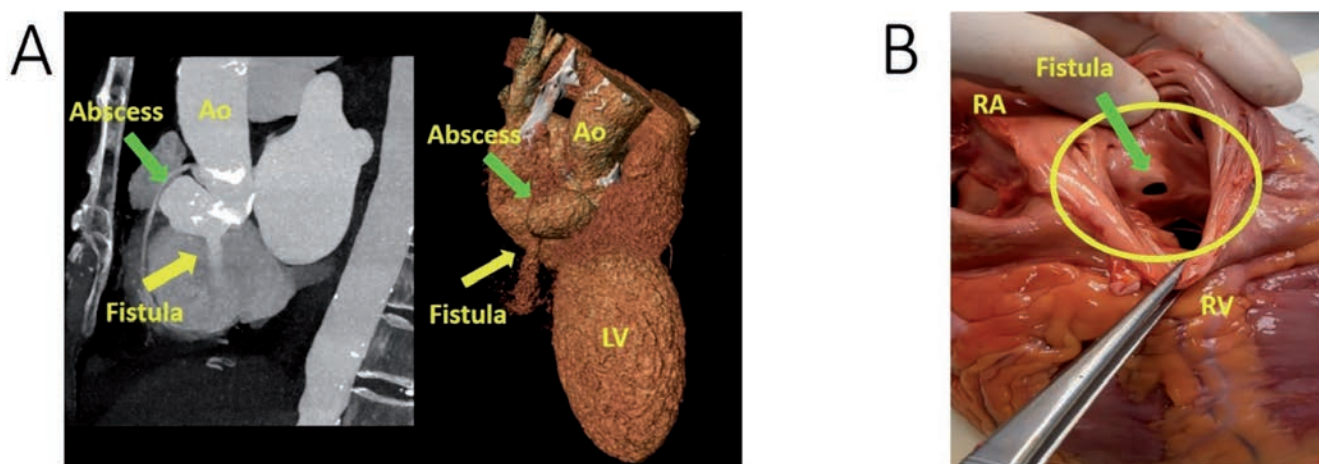 A
Abscess
Ao
Fistula
Abscess
Ao
Fistula
LV
B
Fistula
RA
RV